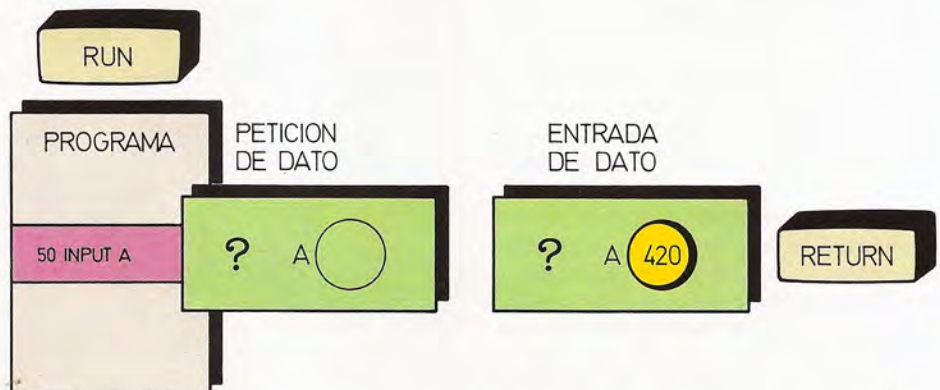 RUN
PROGRAMA
PETICION
DE DATO
ENTRADA
DE DATO
50 INPUT A
? A
? A 420
RETURN